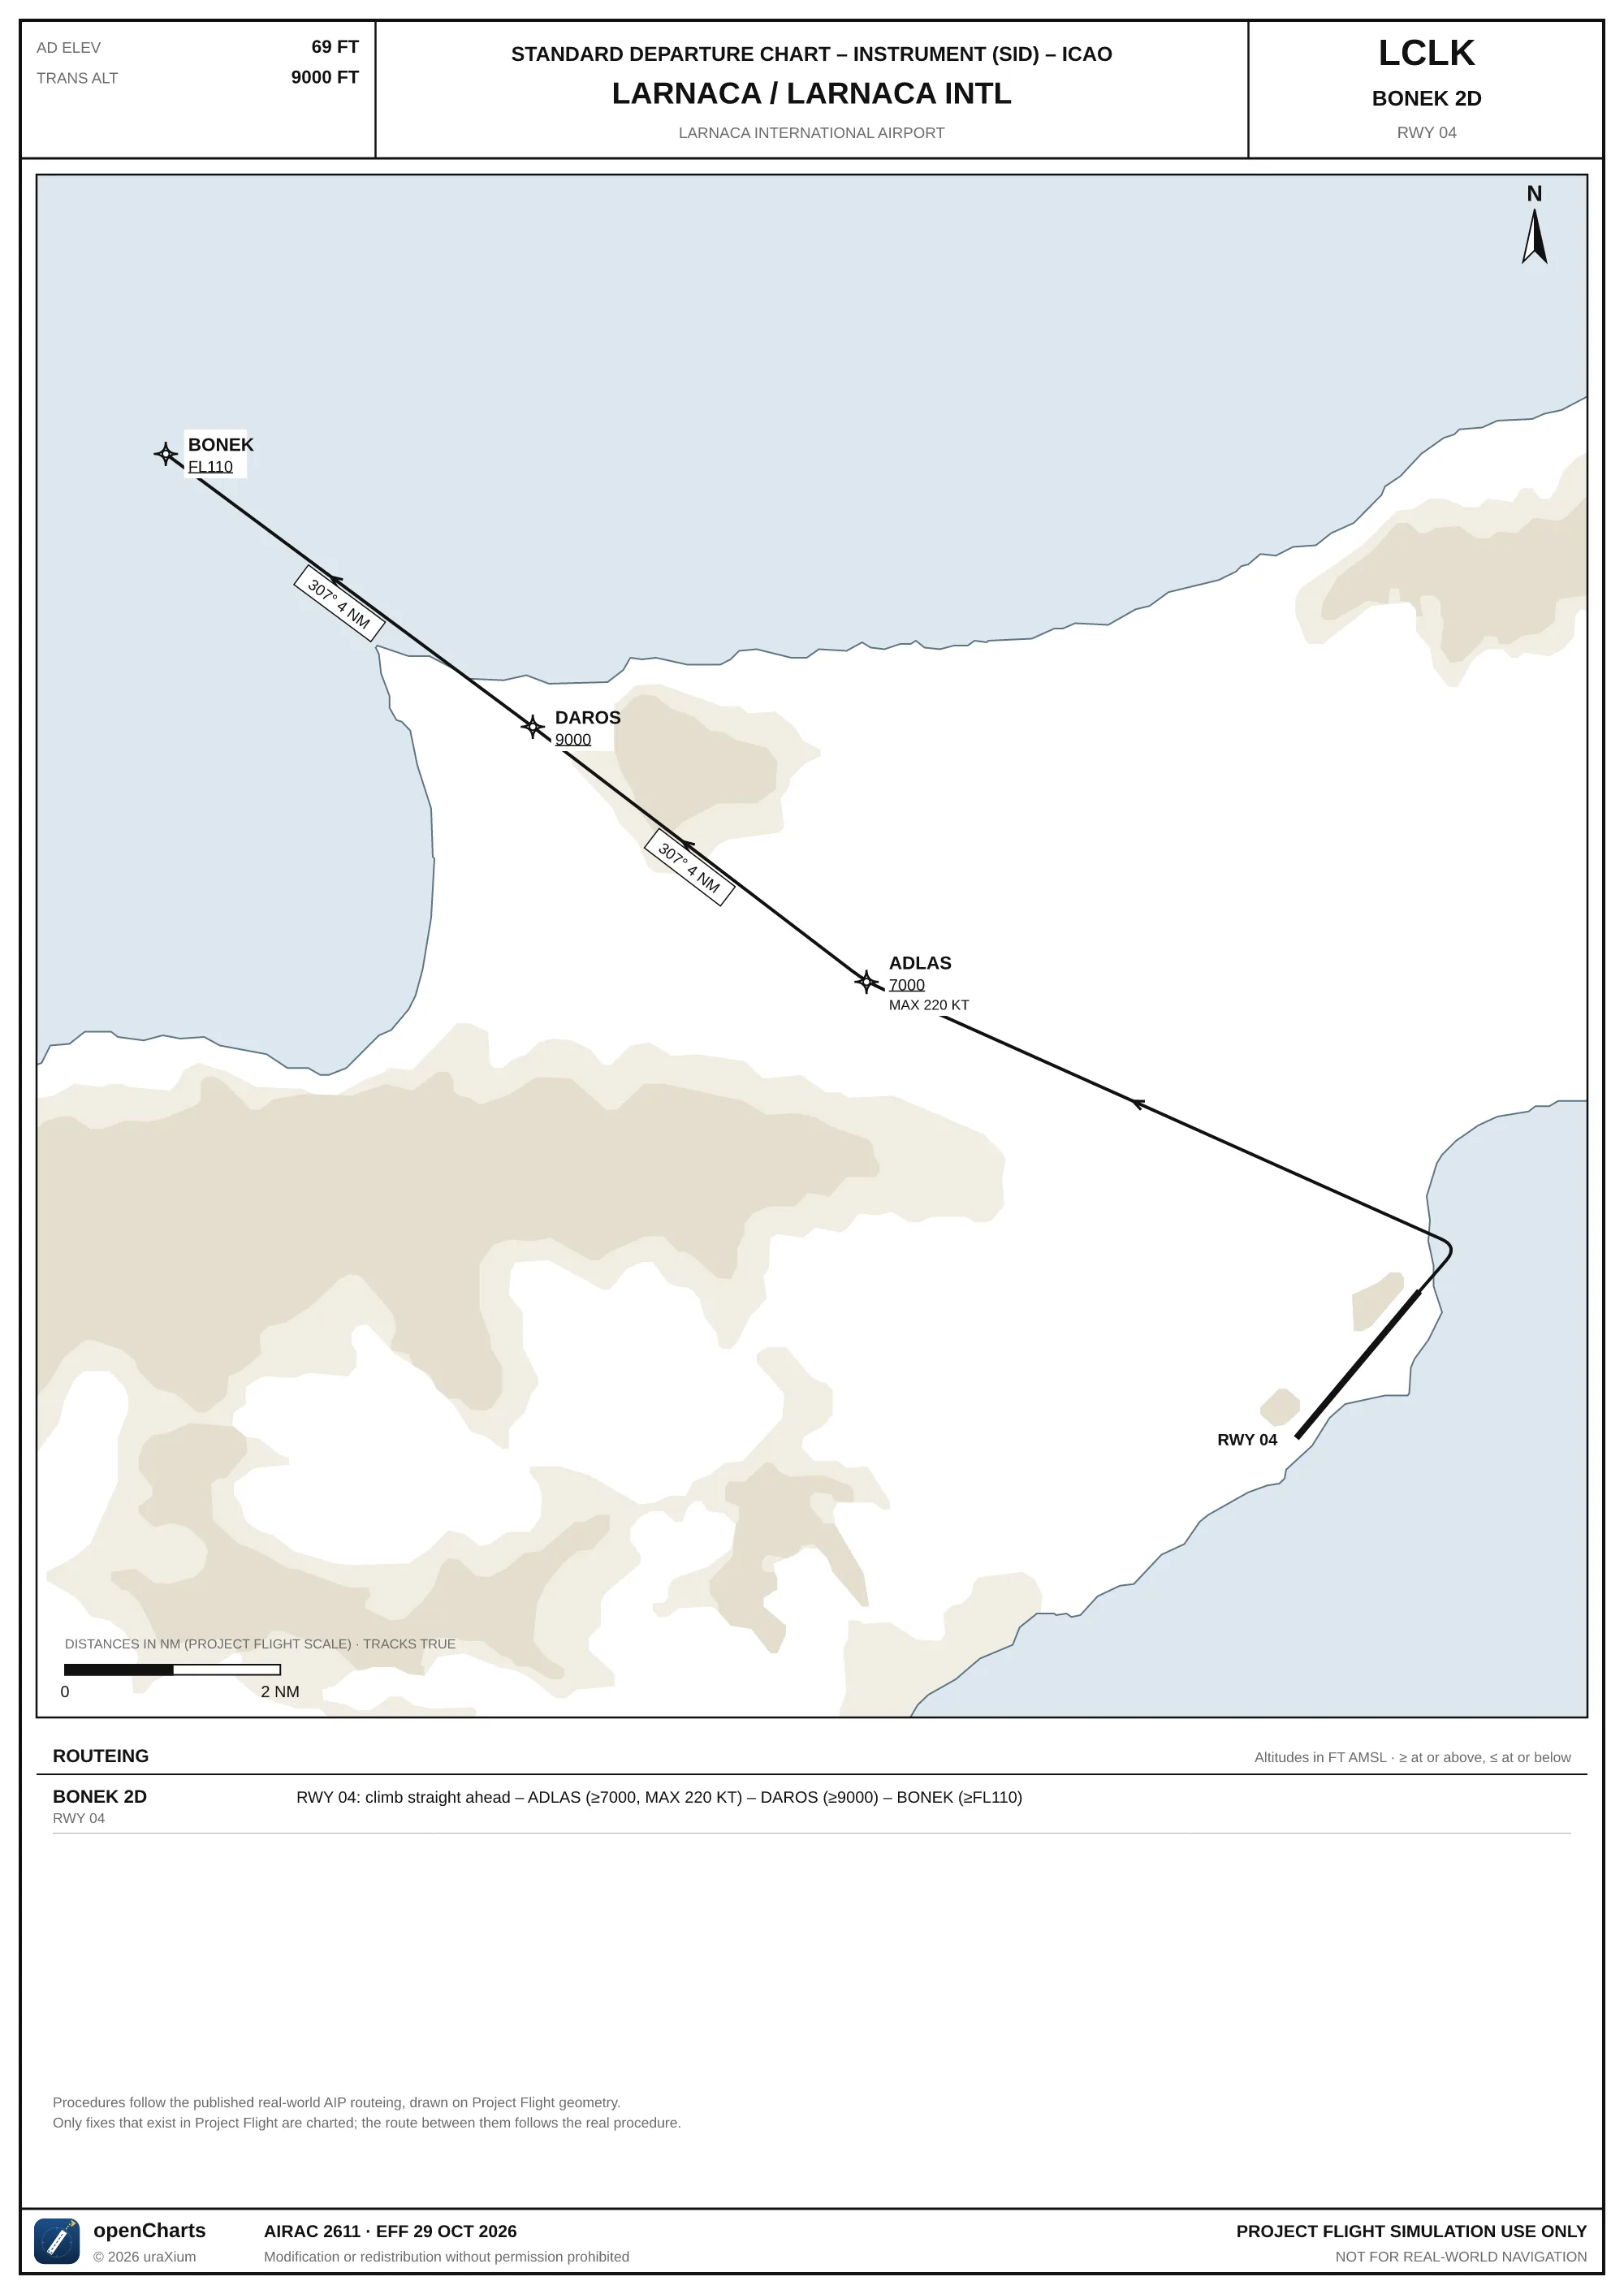 AD ELEV 69 FT
TRANS ALT 9000 FT
STANDARD DEPARTURE CHART – INSTRUMENT (SID) – ICAO
LARNACA / LARNACA INTL
LARNACA INTERNATIONAL AIRPORT
LCLK
BONEK 2D
RWY 04
N
BONEK
FL110
307° 4 NM
DAROS
9000
307° 4 NM
ADLAS
7000
MAX 220 KT
RWY 04
DISTANCES IN NM (PROJECT FLIGHT SCALE) · TRACKS TRUE
0 2 NM
ROUTEING
Altitudes in FT AMSL · ≥ at or above, ≤ at or below
BONEK 2D
RWY 04: climb straight ahead – ADLAS (≥7000, MAX 220 KT) – DAROS (≥9000) – BONEK (≥FL110)
RWY 04
Procedures follow the published real-world AIP routeing, drawn on Project Flight geometry.
Only fixes that exist in Project Flight are charted; the route between them follows the real procedure.
openCharts
© 2026 uraXium
AIRAC 2611 · EFF 29 OCT 2026
Modification or redistribution without permission prohibited
PROJECT FLIGHT SIMULATION USE ONLY
NOT FOR REAL-WORLD NAVIGATION